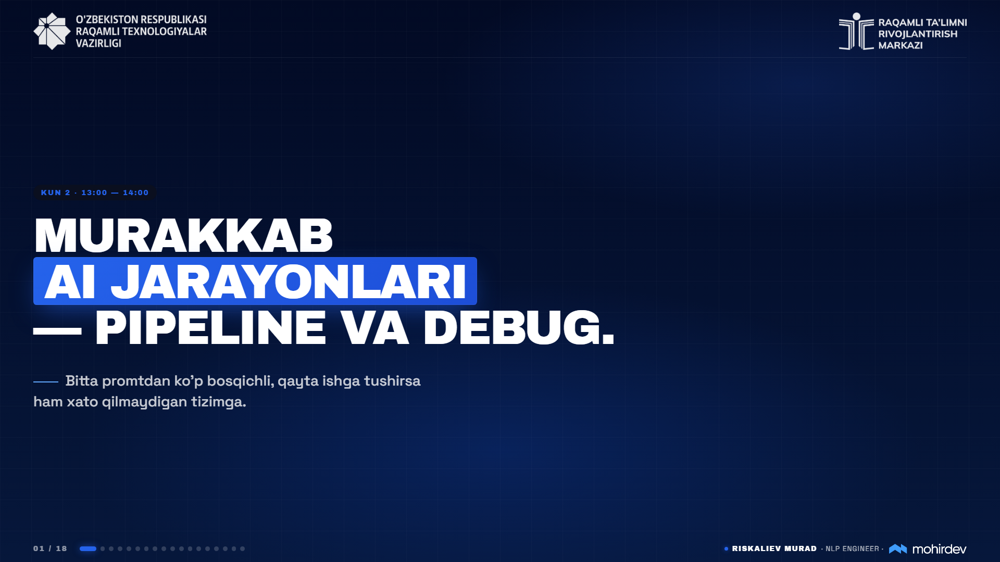 O'ZBEKISTON RESPUBLIKASI
RAQAMLI TEXNOLOGIYALAR
VAZIRLIGI
RAQAMLI TA’LIMNI
RIVOJLANTIRISH
MARKAZI
KUN 2 · 13:00 — 14:00
MURAKKAB
AI JARAYONLARI
— PIPELINE VA DEBUG.
Bitta promtdan ko’p bosqichli, qayta ishga tushirsa
ham xato qilmaydigan tizimga.
01 / 18
RISKALIEV MURAD · NLP ENGINEER · mohirdev